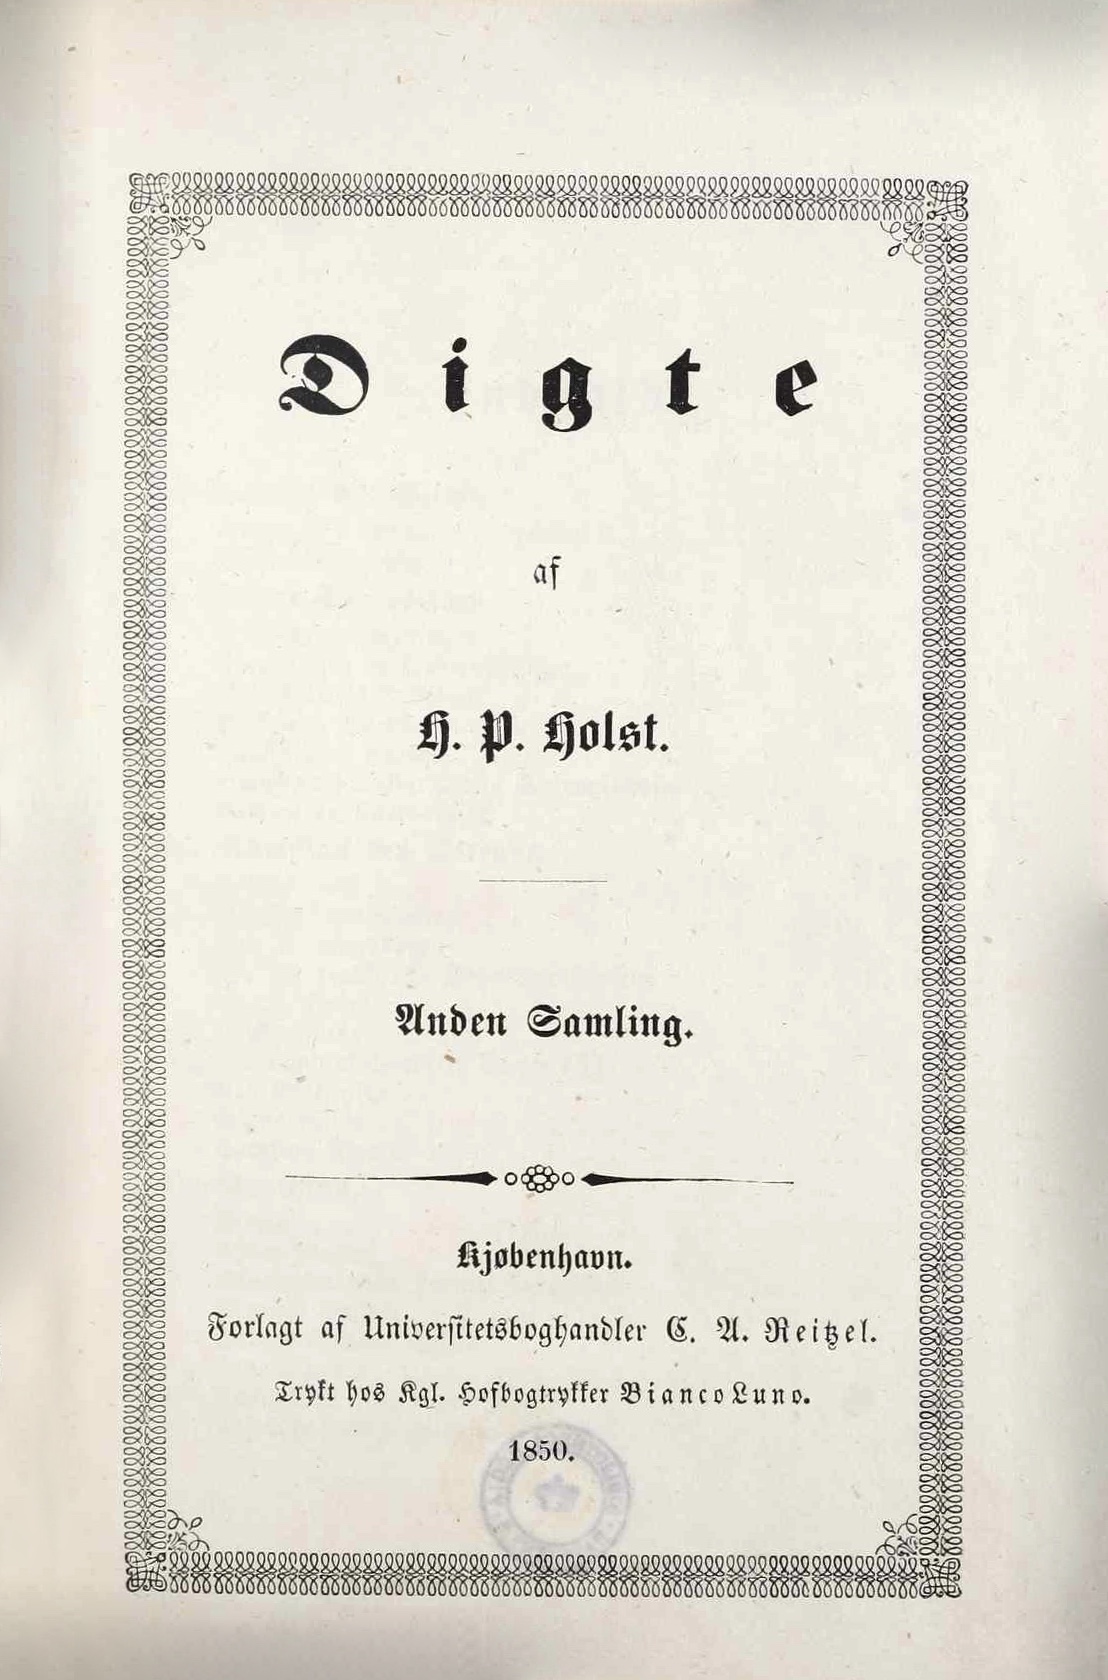 Digte
af
H. P. Holst.
Anden Samling.
Kjøbenhavn.
Forlagt af Universitetsboghandler C. A. Reitzel.
Trykt hos Kgl. Hofbogtrykker Bianco Luno.
1850.